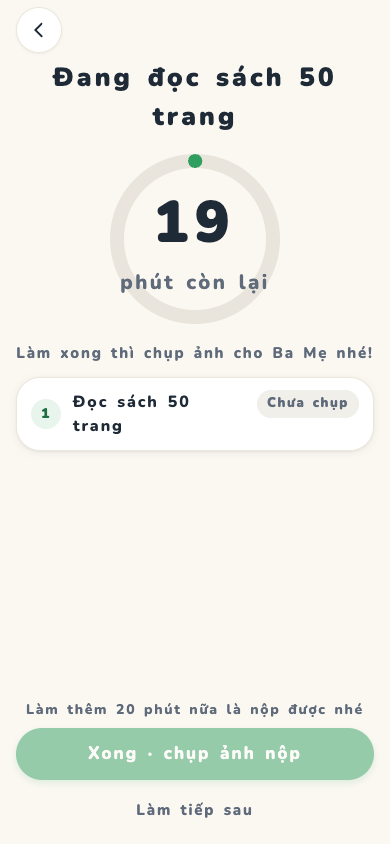 Đang đọc sách 50
trang
19
phút còn lại
Làm xong thì chụp ảnh cho Ba Mẹ nhé!
1
Đọc sách 50
trang
Chưa chụp
Làm thêm 20 phút nữa là nộp được nhé
Xong · chụp ảnh nộp
Làm tiếp sau